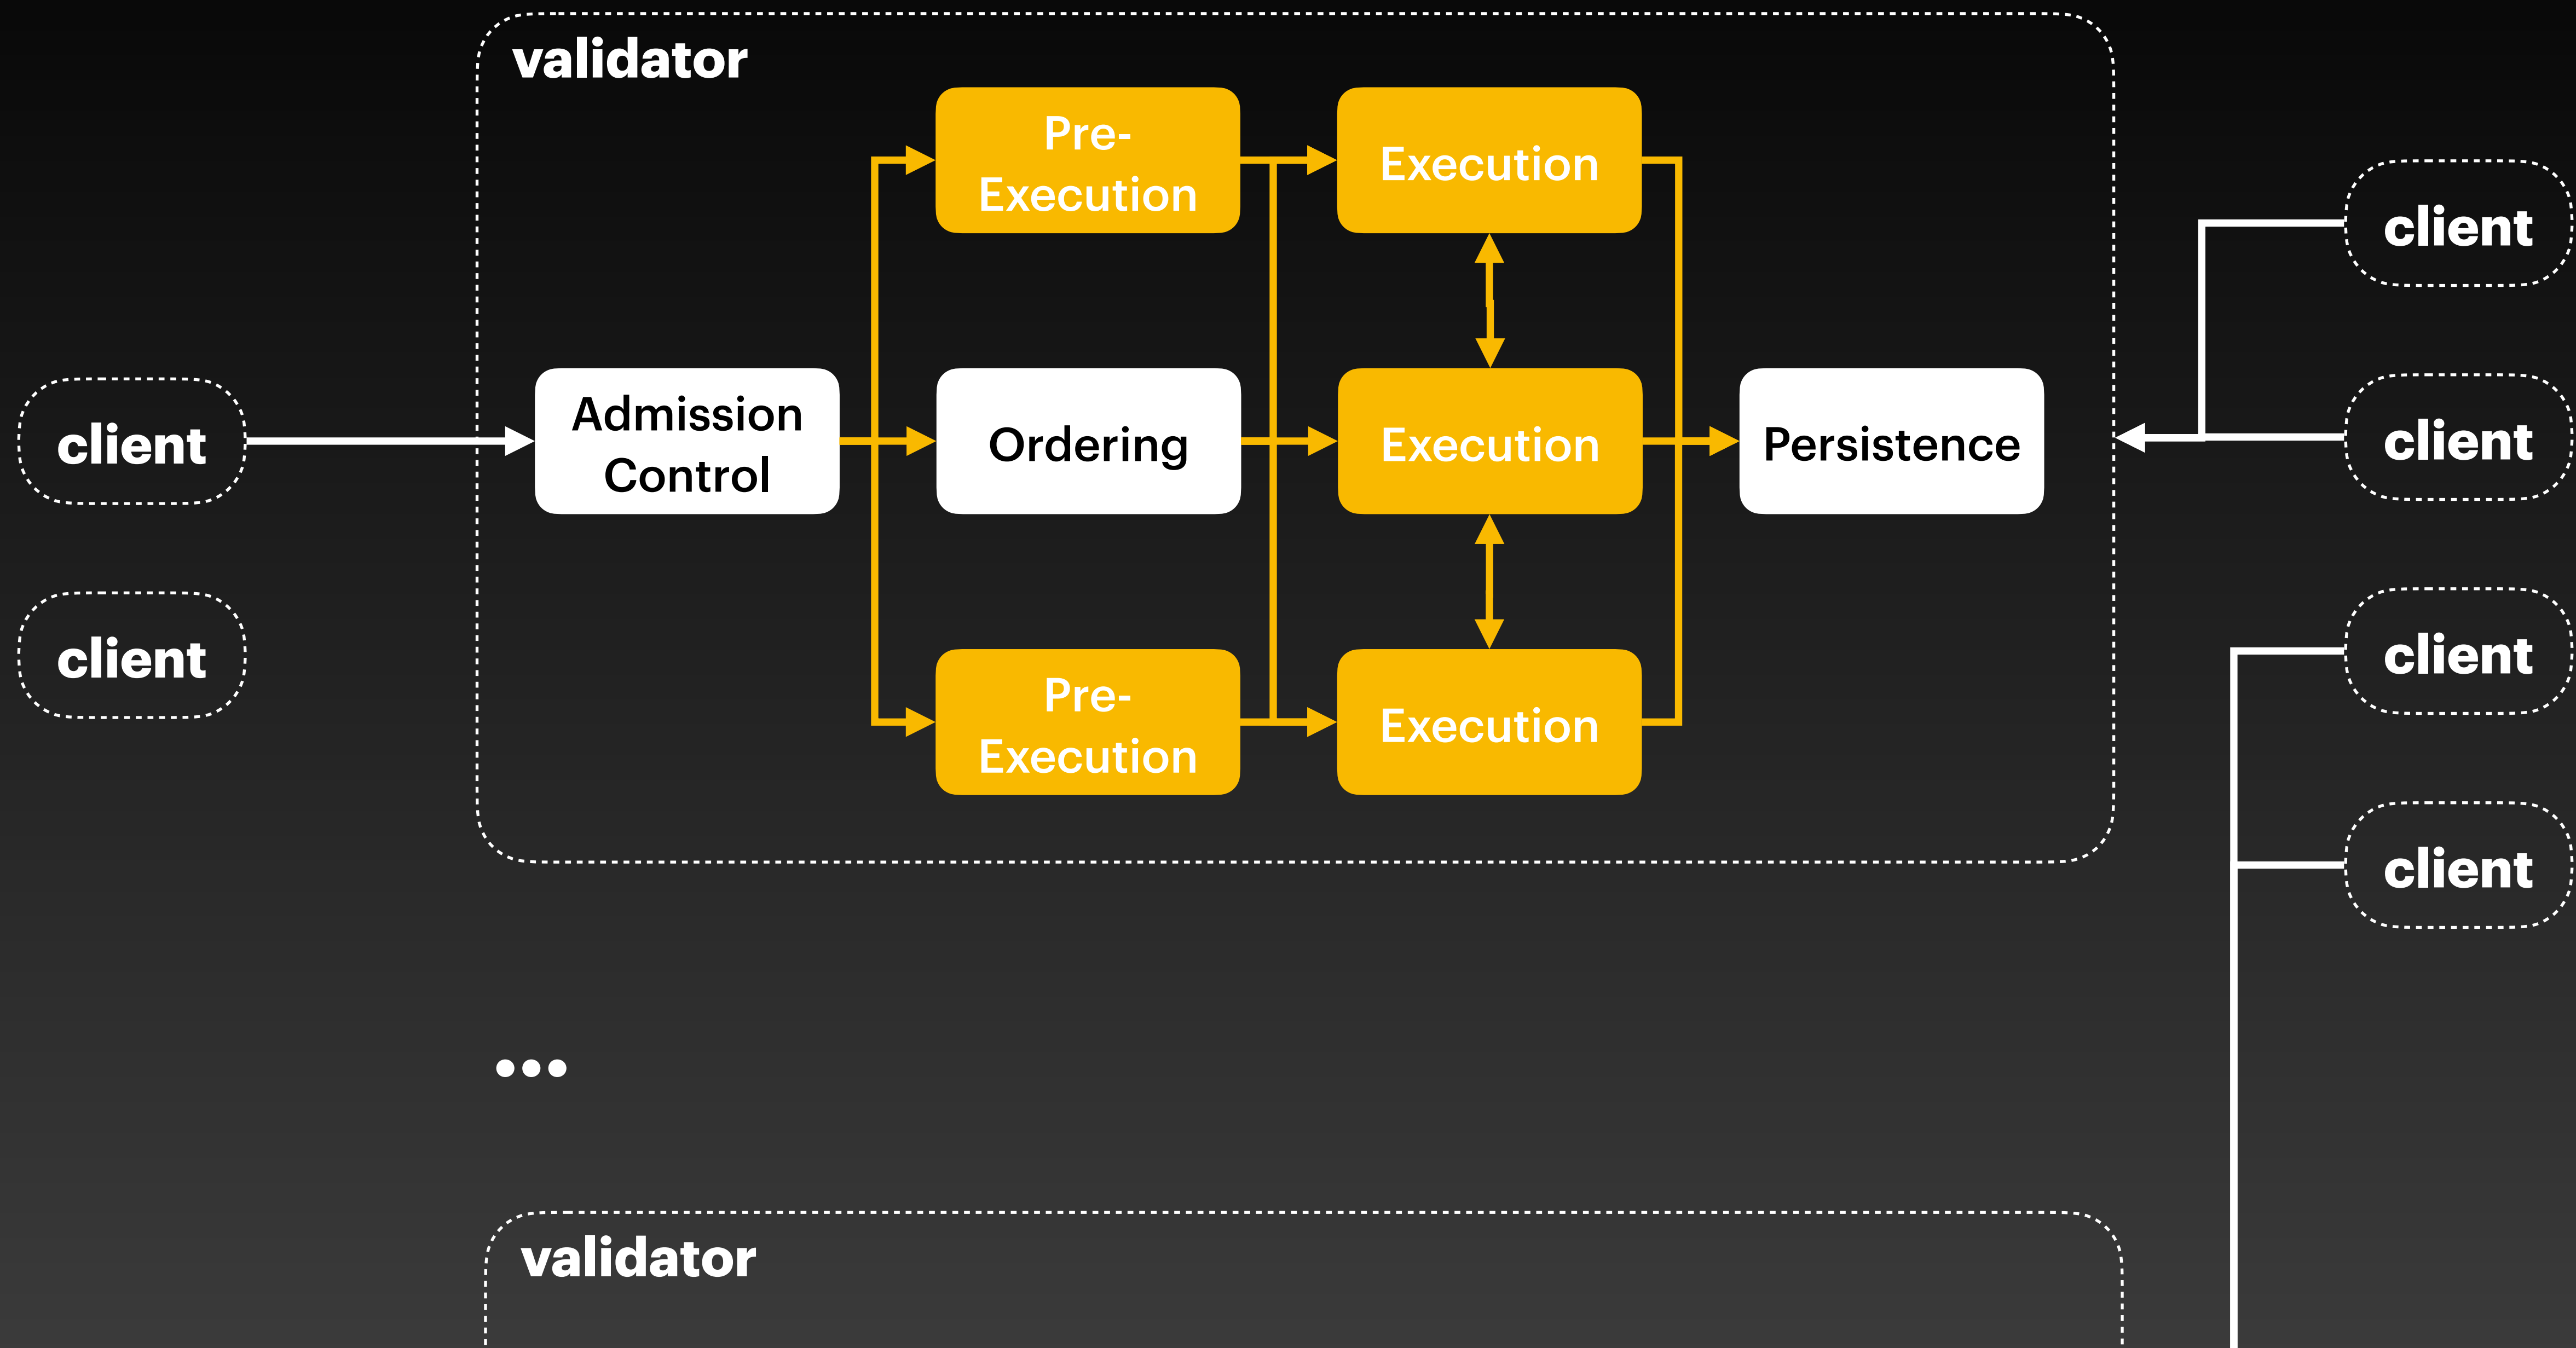 validator
Pre-
Execution
Execution
client
client
Admission
Control
Ordering
Execution
Persistence
client
client
client
Pre-
Execution
Execution
client
...
validator